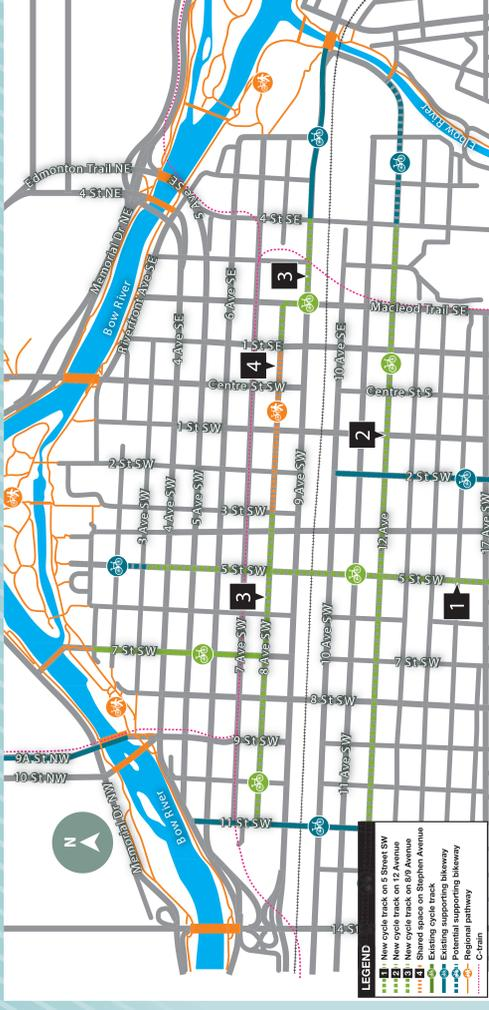 Edmonton Trail NE
4 St NE
Memorial Dr NE
5 Ave SE
4 St SE
Elbow River
Bow River
Riverfront Ave SE
6 Ave SE
3
Macleod Trail SE
4 Ave SE
1 St SE
4
10 Ave SE
Centre St SW
Centre St S
1 St SW
2
2 St SW
9 Ave SW
2 St SW
3 Ave SW
4 Ave SW
5 Ave SW
3 St SW
12 Ave
17 Ave SW
5 St SW
5 St SW
3
1
7 St SW
7 Ave SW
8 Ave SW
10 Ave SW
7 St SW
8 St SW
9A St NW
10 St NW
9 St SW
11 Ave SW
N
Memorial Dr NW
Bow River
11 St SW
14 St
LEGEND
1 New cycle track on 5 Street SW
2 New cycle track on 12 Avenue
3 New cycle track on 8/9 Avenue
4 Shared space on Stephen Avenue
Existing cycle track
Existing supporting bikeway
Potential supporting bikeway
Regional pathway
C-train